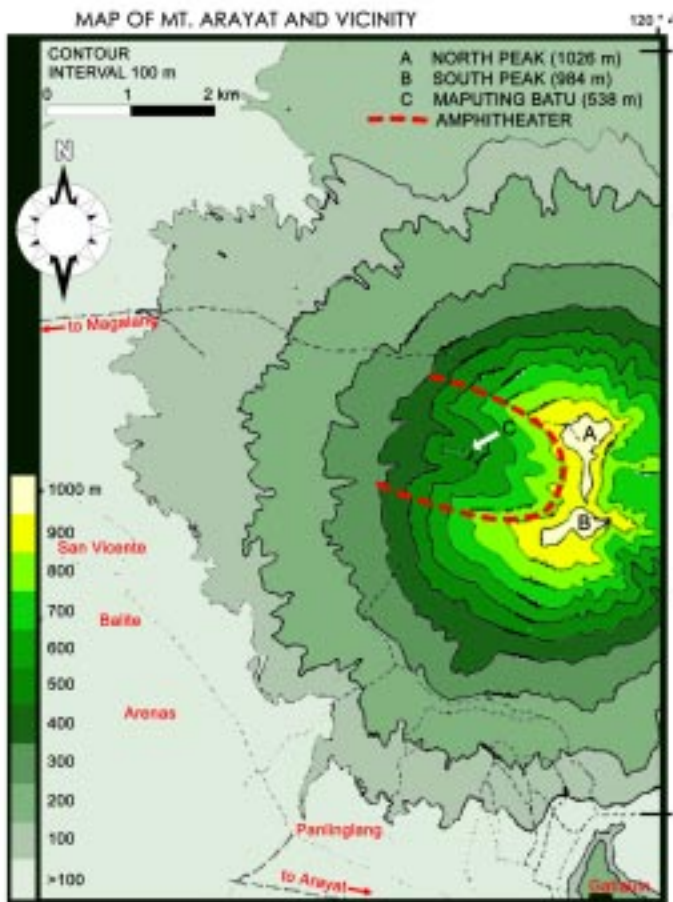 MAP OF MT. ARAYAT AND VICINITY
CONTOUR
INTERVAL 100 m
0 1 2 km
A NORTH PEAK (1026 m)
B SOUTH PEAK (984 m)
C MAPUTING BATU (538 m)
AMPHITHEATER
N
to Magalang
C
A
B
1000 m
900
San Vicente
800
700
Balite
600
500
Arenas
400
300
200
100
Panlinglang
>100
to Arayat